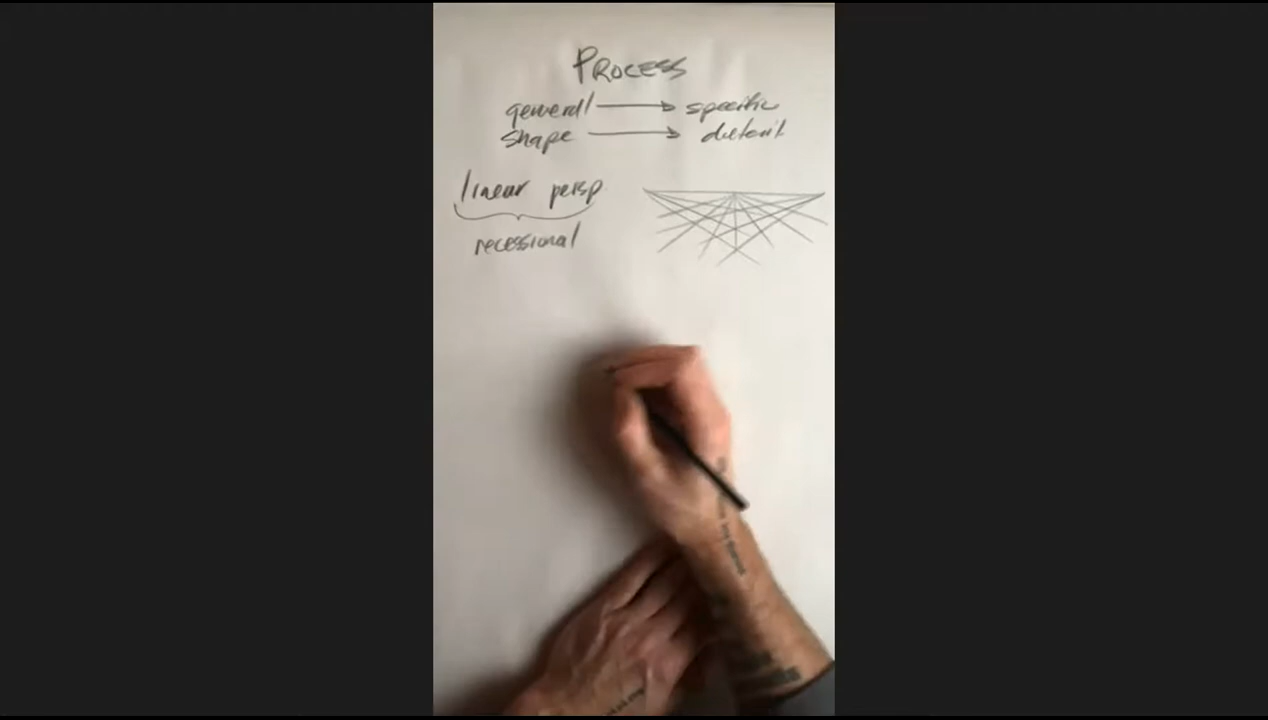 PROCESS
general → specific
shape → detail
linear persp.
recessional